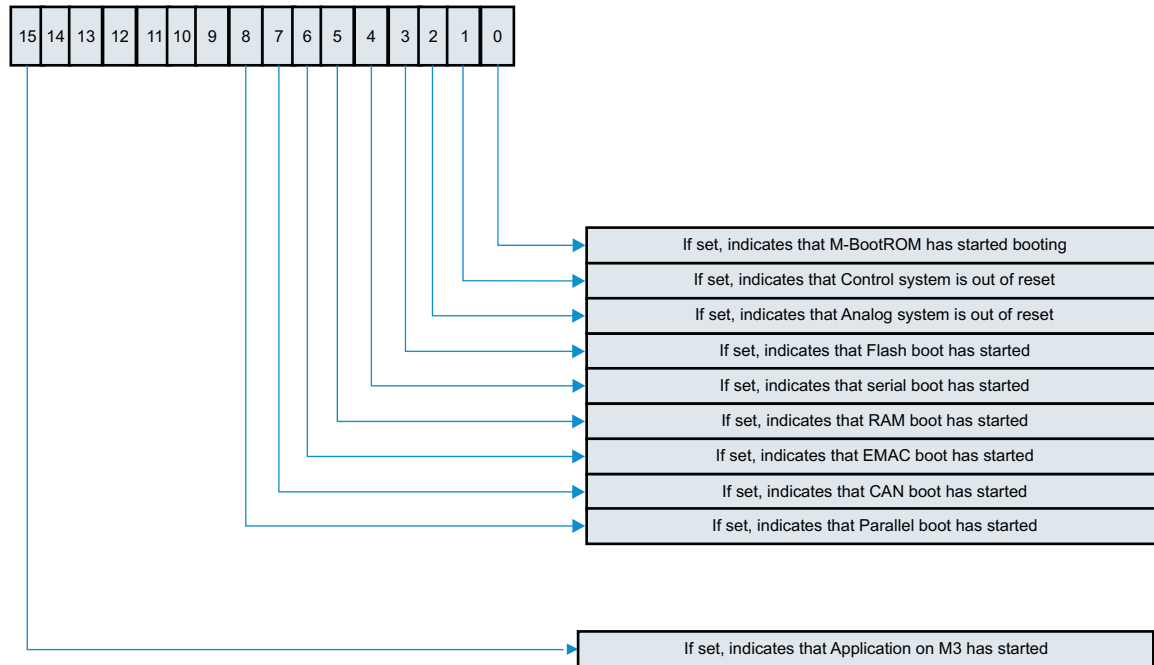 15 14 13 12 11 10 9 8 7 6 5 4 3 2 1 0
If set, indicates that M-BootROM has started booting
If set, indicates that Control system is out of reset
If set, indicates that Analog system is out of reset
If set, indicates that Flash boot has started
If set, indicates that serial boot has started
If set, indicates that RAM boot has started
If set, indicates that EMAC boot has started
If set, indicates that CAN boot has started
If set, indicates that Parallel boot has started
If set, indicates that Application on M3 has started